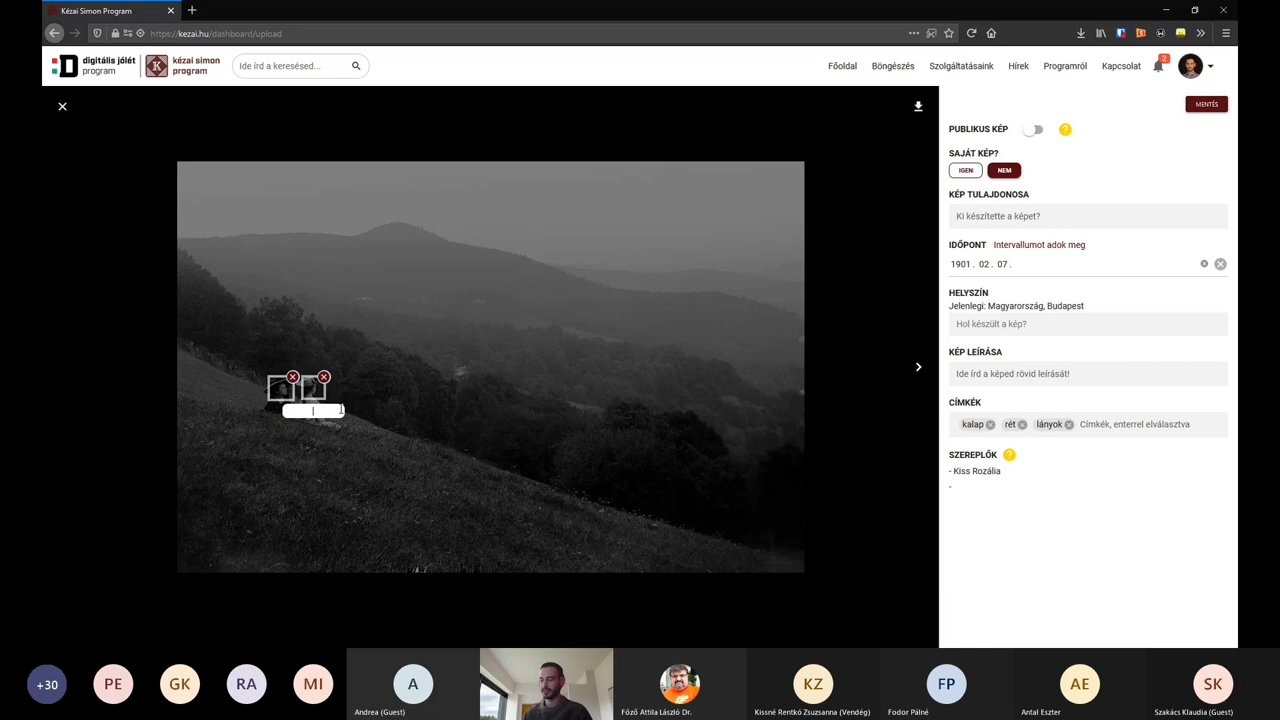 Kézai Simon Program
https://kezai.hu/dashboard/upload
digitális jólét
program
K
kézai simon
program
Ide írd a keresésed...
Főoldal
Böngészés
Szolgáltatásaink
Hírek
Programról
Kapcsolat
2
MENTÉS
PUBLIKUS KÉP
?
SAJÁT KÉP?
IGEN
NEM
KÉP TULAJDONOSA
Ki készítette a képet?
IDŐPONT Intervallumot adok meg
1901 . 02 . 07 .
HELYSZÍN
Jelenlegi: Magyarország, Budapest
Hol készült a kép?
KÉP LEÍRÁSA
Ide írd a képed rövid leírását!
CÍMKÉK
kalap rét lányok Címkék, enterrel elválasztva
SZEREPLŐK ?
- Kiss Rozália
-
+30
PE
GK
RA
MI
A
KZ
FP
AE
SK
Andrea (Guest)
Főző Attila László Dr.
Kissné Rentkó Zsuzsanna (Vendég)
Fodor Pálné
Antal Eszter
Szakács Klaudia (Guest)